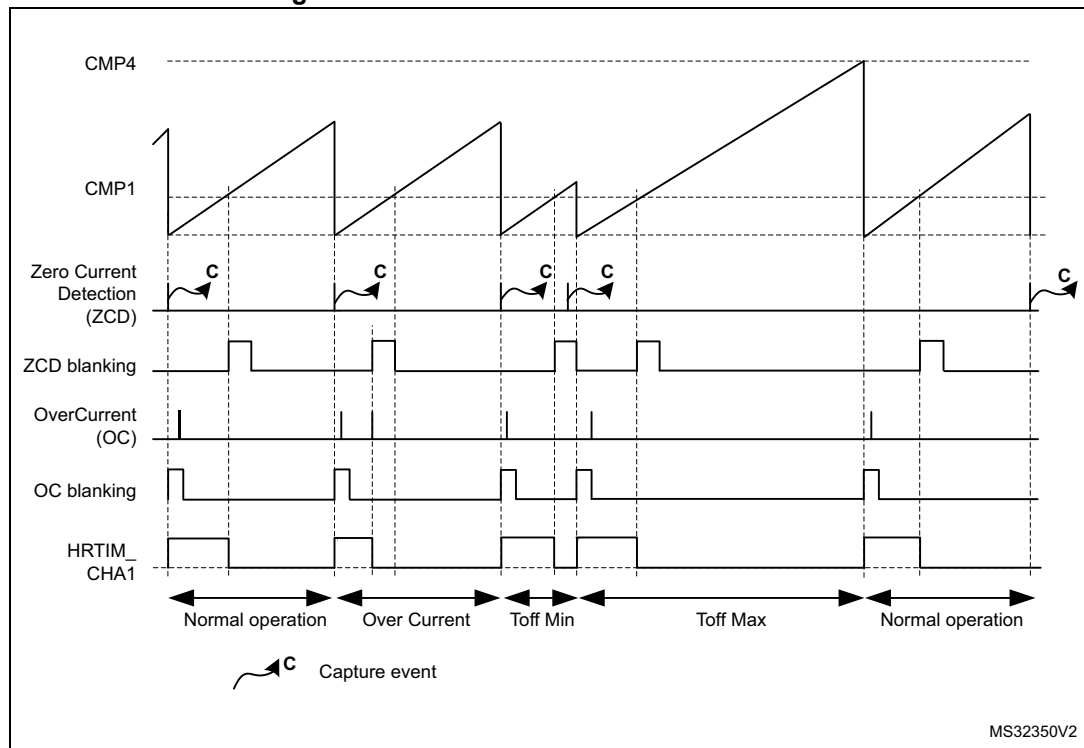 CMP4
CMP1
Zero Current
Detection
(ZCD)
C
C
C
C
C
ZCD blanking
OverCurrent
(OC)
OC blanking
HRTIM_
CHA1
Normal operation
Over Current
Toff Min
Toff Max
Normal operation
C
Capture event
MS32350V2